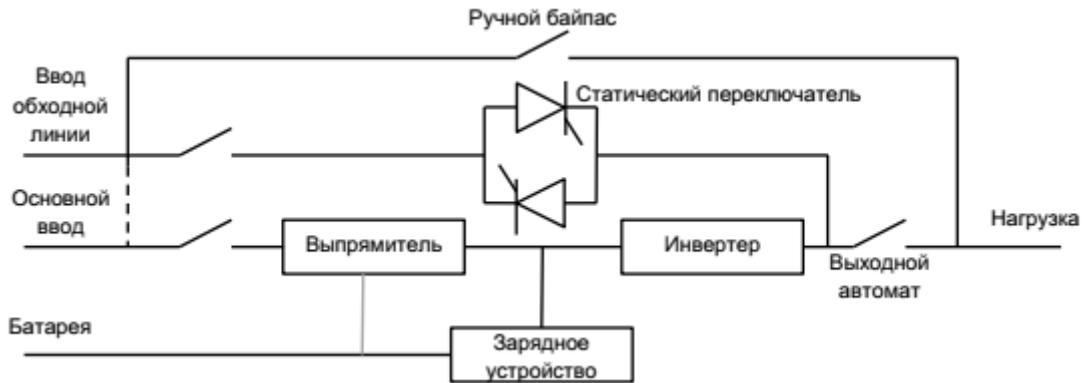 Ручной байпас
Ввод
обходной
линии
Статический переключатель
Основной
ввод
Выпрямитель
Инвертер
Нагрузка
Выходной
автомат
Батарея
Зарядное
устройство